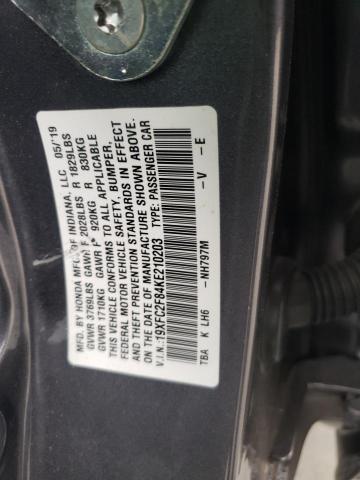 MFD. BY HONDA MFG. OF INDIANA, LLC 05/19
GVWR 3769LBS GAWR F 2028LBS R 1829LBS
GVWR 1710KG GAWR F 920KG R 830KG
THIS VEHICLE CONFORMS TO ALL APPLICABLE
FEDERAL MOTOR VEHICLE SAFETY, BUMPER,
AND THEFT PREVENTION STANDARDS IN EFFECT
ON THE DATE OF MANUFACTURE SHOWN ABOVE.
V.I.N.:19XFC2F84KE210203 TYPE: PASSENGER CAR
TBA K LH6 -NH797M -V -E